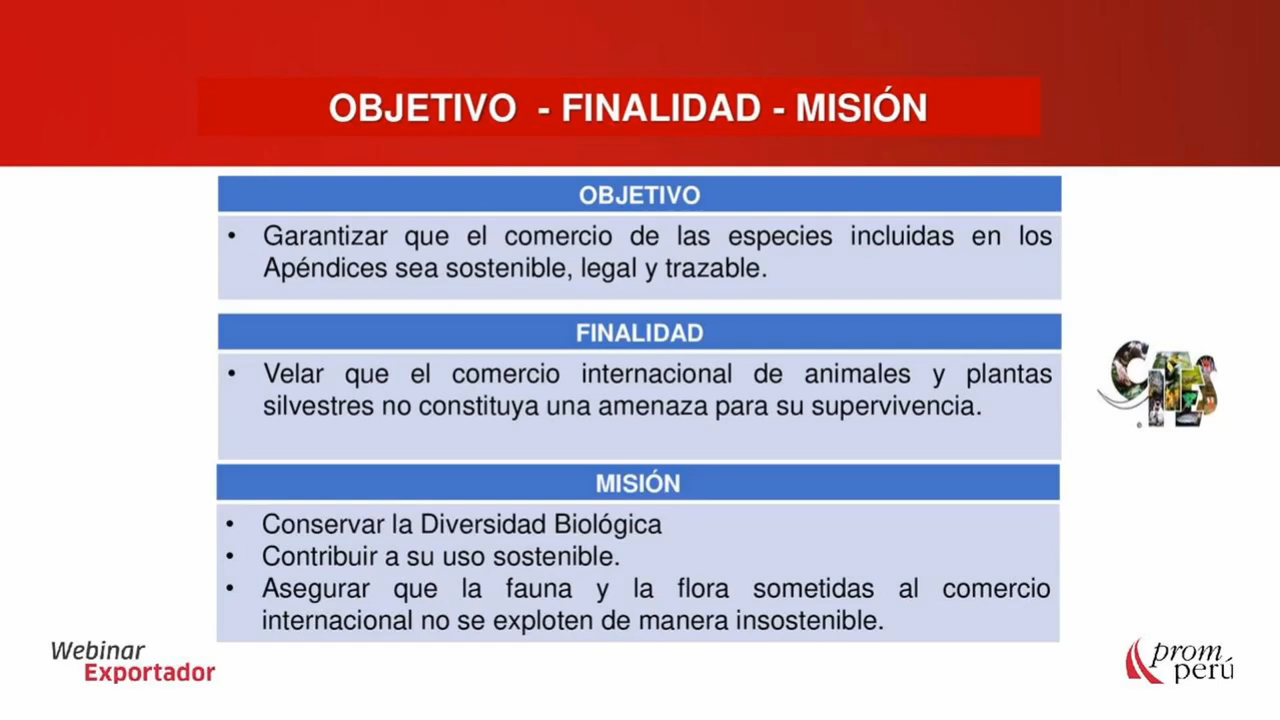 OBJETIVO - FINALIDAD - MISIÓN
OBJETIVO
• Garantizar que el comercio de las especies incluidas en los
Apéndices sea sostenible, legal y trazable.
FINALIDAD
• Velar que el comercio internacional de animales y plantas
silvestres no constituya una amenaza para su supervivencia.
CITES
©
MISIÓN
• Conservar la Diversidad Biológica
• Contribuir a su uso sostenible.
• Asegurar que la fauna y la flora sometidas al comercio
internacional no se exploten de manera insostenible.
Webinar
Exportador
prom
perú